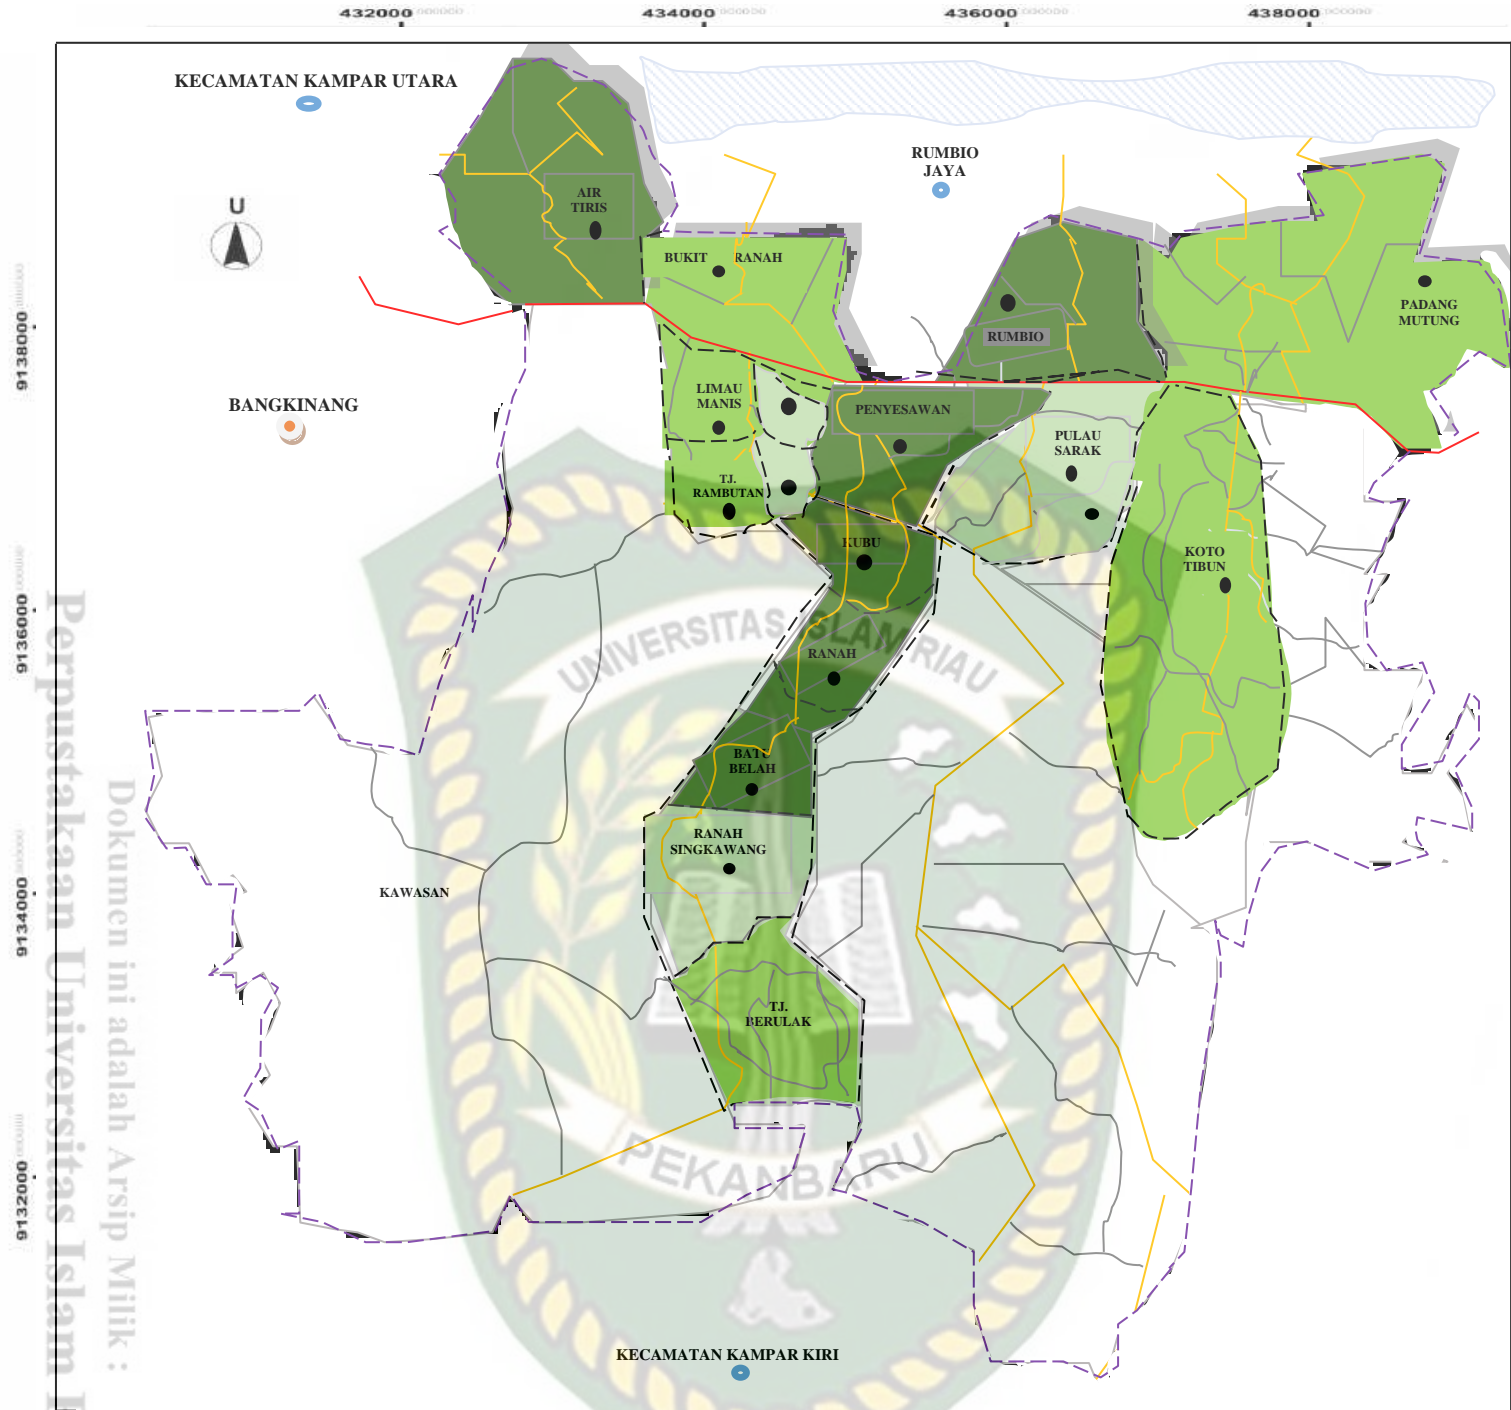 432000
434000
436000
438000
KECAMATAN KAMPAR UTARA
RUMBIO
JAYA
U
AIR
TIRIS
BUKIT RANAH
PADANG
MUTUNG
RUMBIO
9138000
LIMAU
MANIS
BANGKINANG
PENYESAWAN
PULAU
SARAK
TJ.
RAMBUTAN
KUBU
KOTO
TIBUN
9136000
UNIVERSITAS ISLAM RIAU
RANAH
BATU
BELAH
RANAH
SINGKAWANG
KAWASAN
9134000
TJ.
BERULAK
PEKANBARU
9132000
KECAMATAN KAMPAR KIRI
Dokumen ini adalah Arsip Milik :
Perpustakaan Universitas Islam